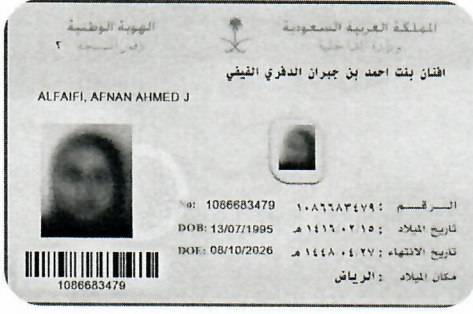 المملكة العربية السعودية
وزارة الداخلية
الهوية الوطنية
٢
افنان بنت احمد بن جبران الدفري الفيفي
ALFAIFI, AFNAN AHMED J
الـرقـم : ١٠٨٦٦٨٣٤٧٩
No: 1086683479
تاريخ الميلاد : ١٤١٦/٠٢/١٥ هـ
DOB: 13/07/1995
تاريخ الانتهاء : ١٤٤٨/٠٤/٢٧ هـ
DOE: 08/10/2026
مكان الميلاد : الرياض
1086683479